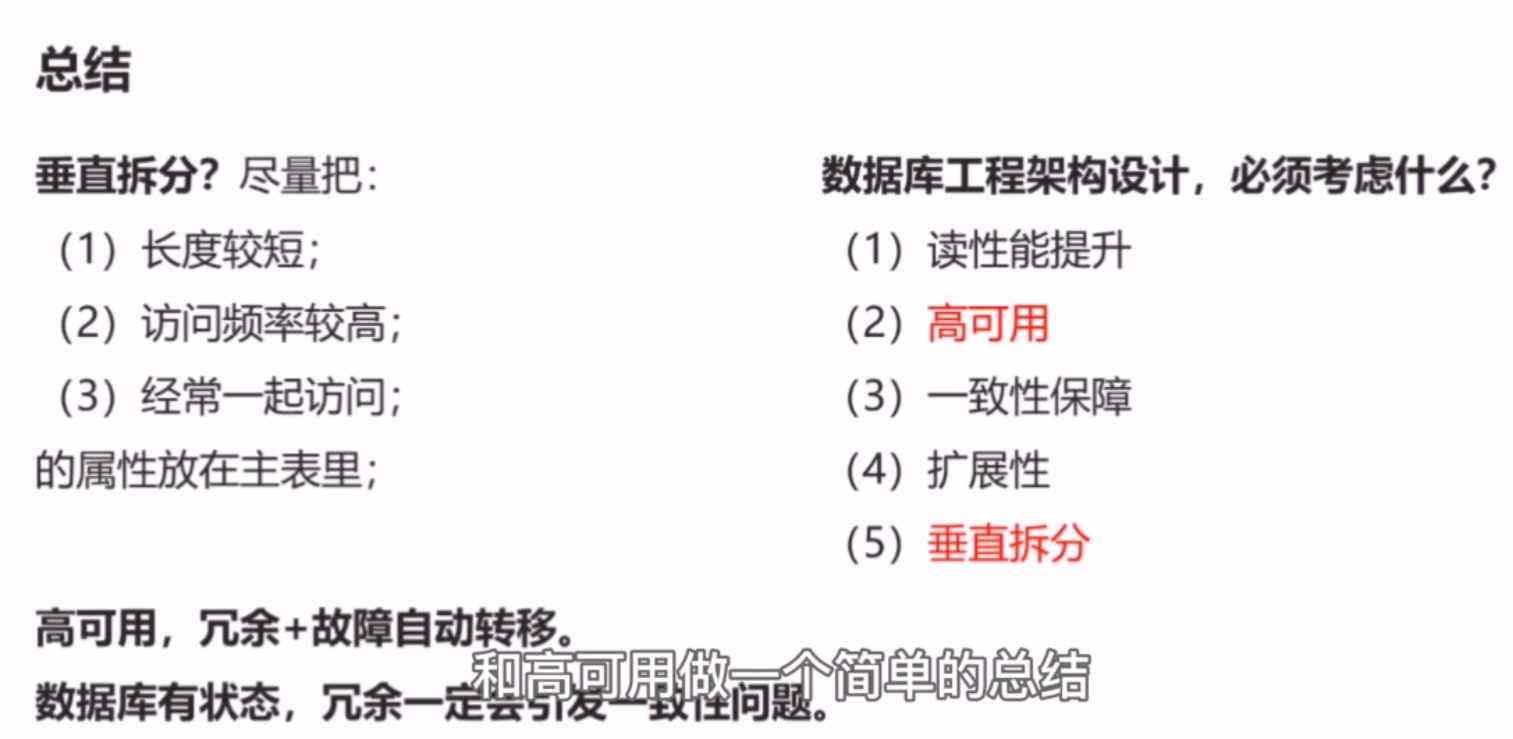 总结
垂直拆分？尽量把：
（1）长度较短；
（2）访问频率较高；
（3）经常一起访问；
的属性放在主表里；
数据库工程架构设计，必须考虑什么？
（1）读性能提升
（2）高可用
（3）一致性保障
（4）扩展性
（5）垂直拆分
高可用，冗余+故障自动转移。
数据库有状态，冗余一定会引发一致性问题。
和高可用做一个简单的总结